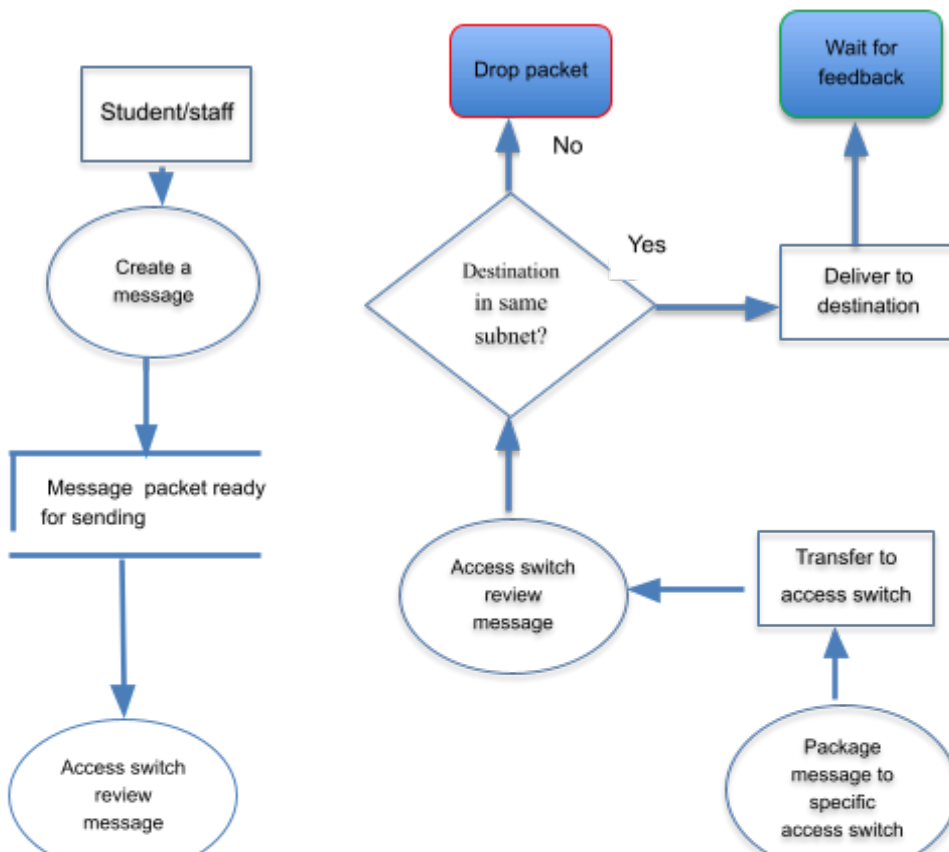 Student/staff
Create a
message
Message packet ready
for sending
Access switch
review
message
Drop packet
No
Wait for
feedback
Yes
Destination
in same
subnet?
Deliver to
destination
Access switch
review
message
Transfer to
access switch
Package
message to
specific
access switch